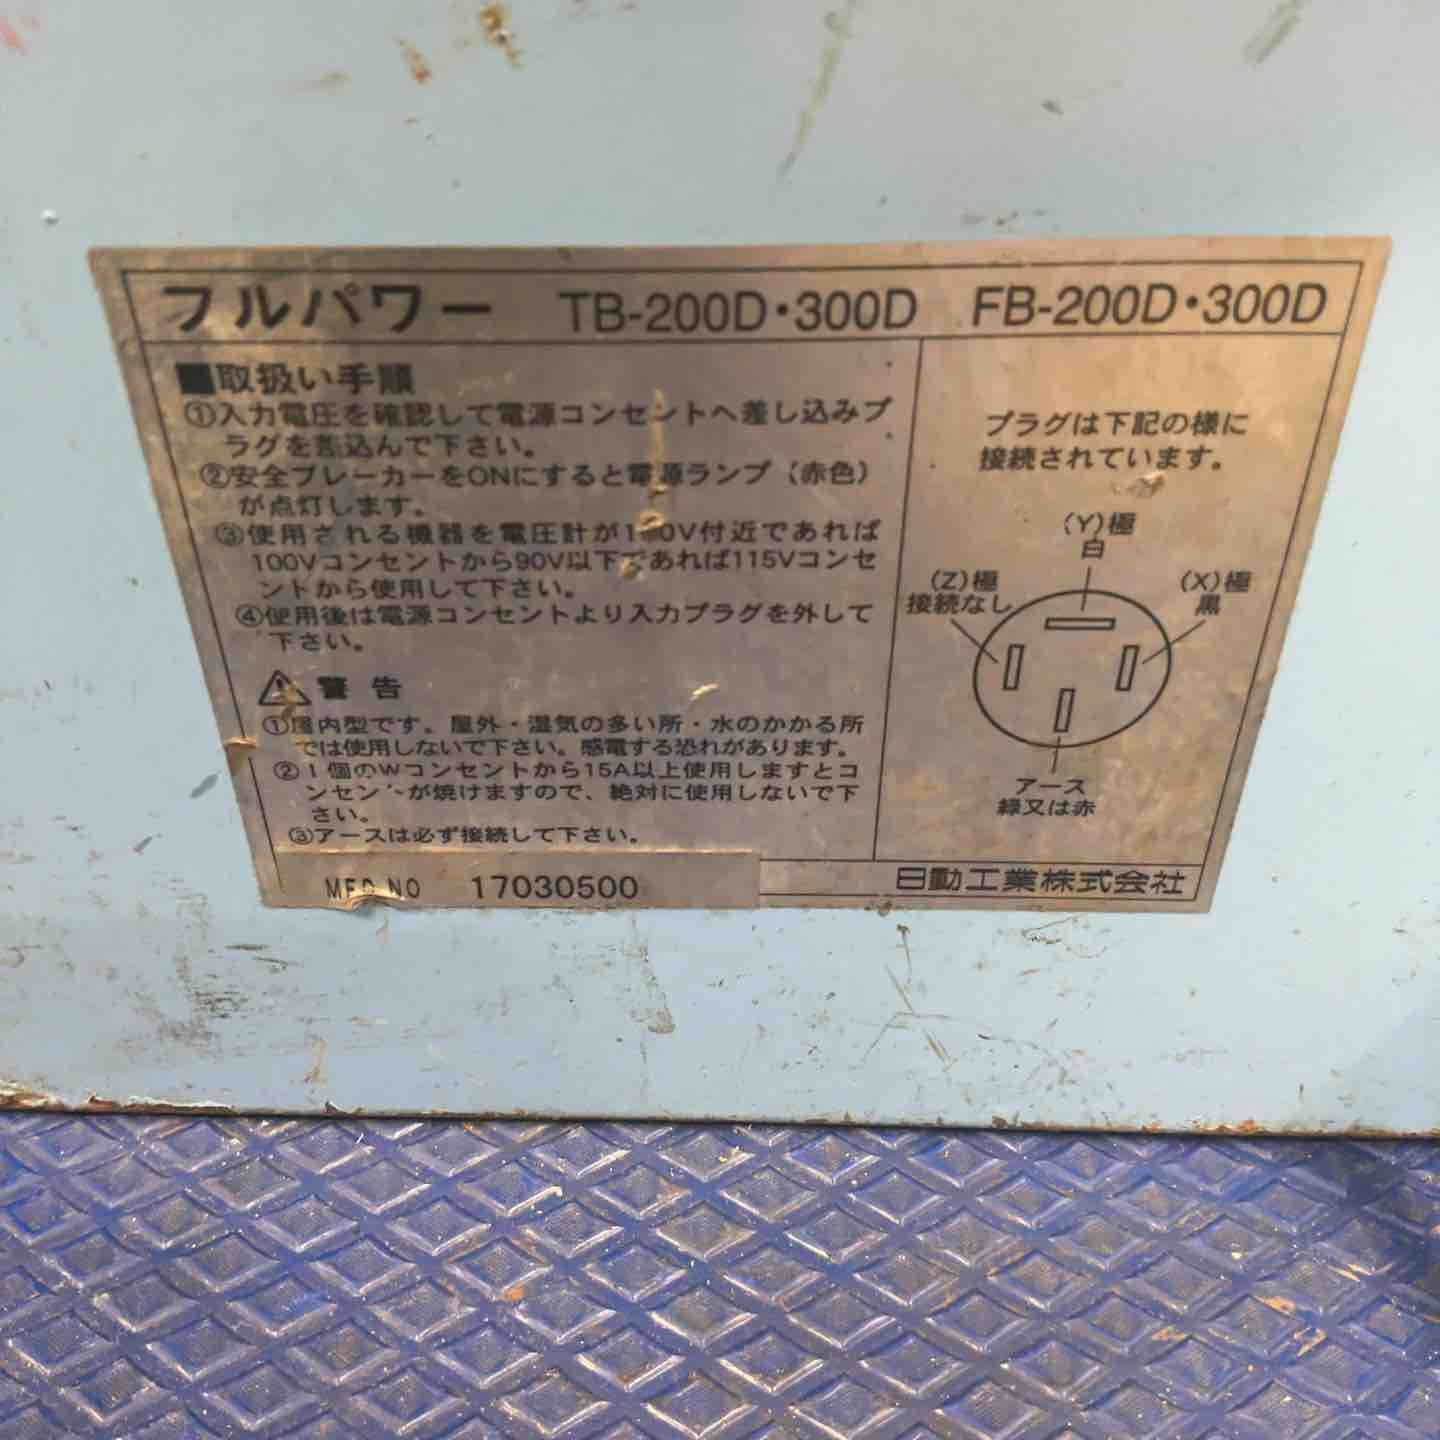 フルパワー TB-200D・300D FB-200D・300D
■取扱い手順
①入力電圧を確認して電源コンセントへ差し込みプ
ラグを差込んで下さい。
②安全ブレーカーをONにすると電源ランプ（赤色）
が点灯します。
③使用される機器を電圧計が100V付近であれば
100Vコンセントから90V以下であれば115Vコンセ
ントから使用して下さい。
④使用後は電源コンセントより入力プラグを外して
下さい。
警告
①屋内型です。屋外・湿気の多い所・水のかかる所
では使用しないで下さい。感電する恐れがあります。
②1個のWコンセントから15A以上使用しますとコ
ンセントが焼けますので、絶対に使用しないで下
さい。
③アースは必ず接続して下さい。
MFG NO 17030500
プラグは下記の様に
接続されています。
(Y)極
白
(Z)極
接続なし
(X)極
黒
アース
緑又は赤
日動工業株式会社